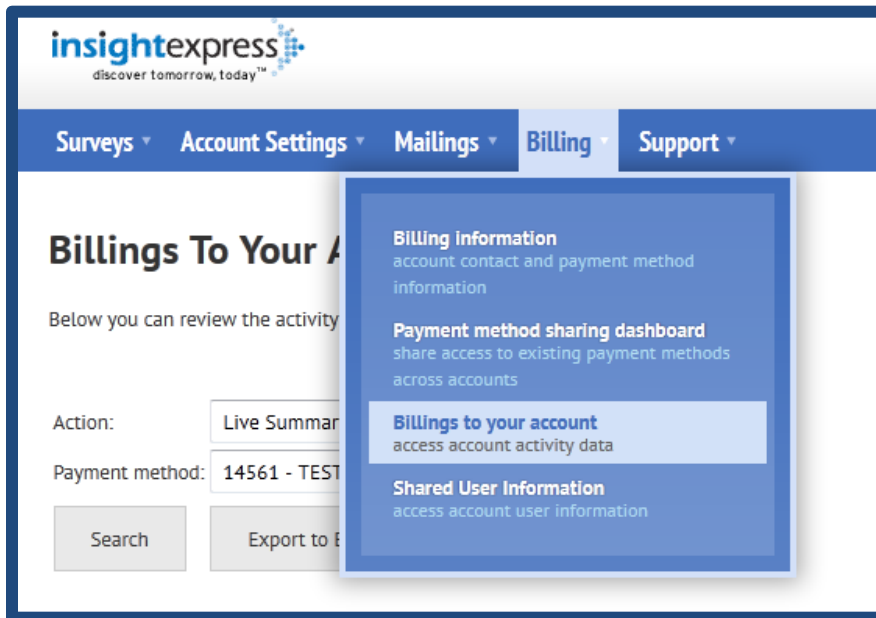 insightexpress
discover tomorrow, today™
Surveys Account Settings Mailings Billing Support
Billings To Your
Below you can review the activity
Action: Live Summar
Payment method: 14561 - TEST
Search Export to
Billing information
account contact and payment method
information
Payment method sharing dashboard
share access to existing payment methods
across accounts
Billings to your account
access account activity data
Shared User Information
access account user information